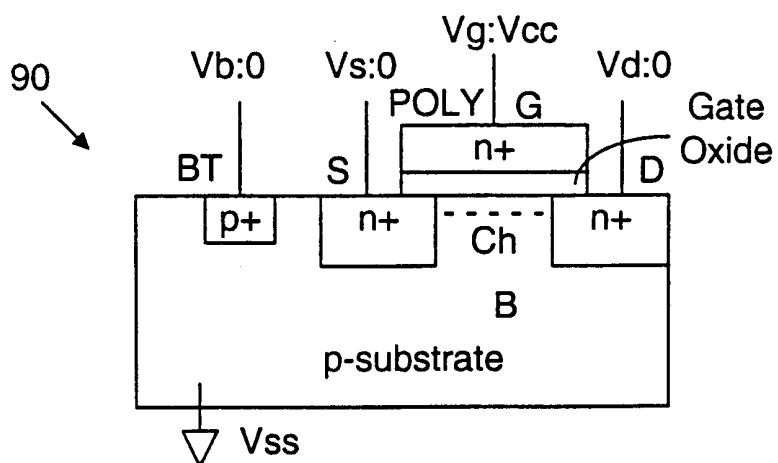 Vg:Vcc
90
Vb:0
Vs:0
Vd:0
POLY
G
Gate
Oxide
n+
BT
S
D
p+
n+
n+
Ch
B
p-substrate
Vss